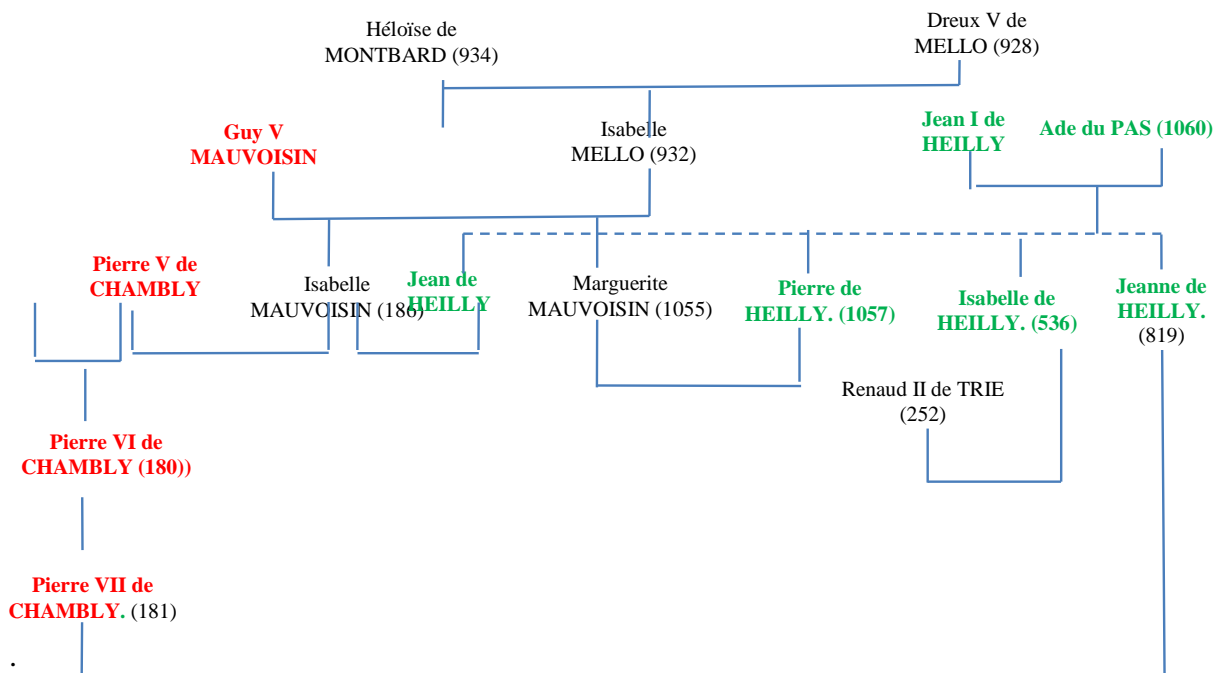 Héloïse de
MONTBARD (934)
Dreux V de
MELLO (928)
Guy V
MAUVOISIN
Isabelle
MELLO (932)
Jean I de
HEILLY
Ade du PAS (1060)
Pierre V de
CHAMBLY
Isabelle
MAUVOISIN (186)
Jean de
HEILLY
Marguerite
MAUVOISIN (1055)
Pierre de
HEILLY. (1057)
Isabelle de
HEILLY. (536)
Jeanne de
HEILLY.
(819)
Renaud II de TRIE
(252)
Pierre VI de
CHAMBLY (180))
Pierre VII de
CHAMBLY. (181)
.